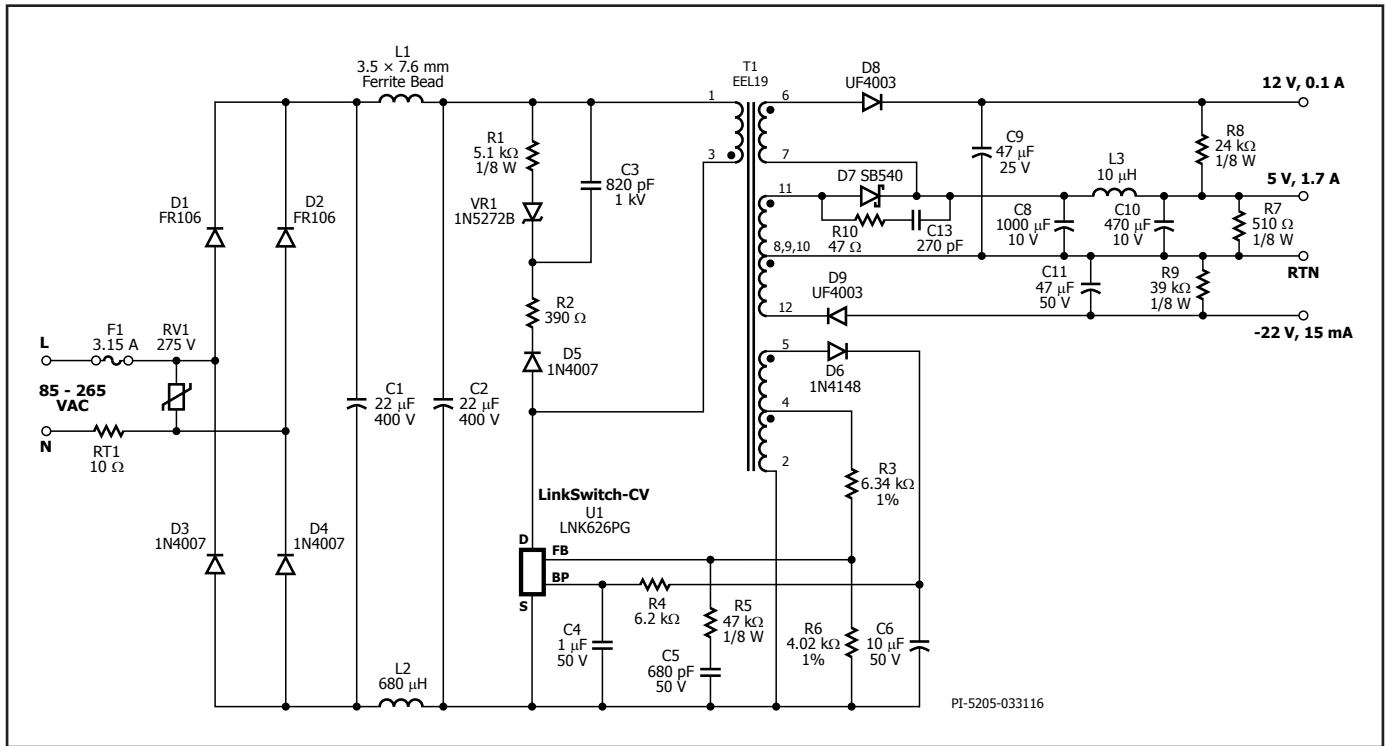 L1
3.5 × 7.6 mm
Ferrite Bead
T1
EEL19
D8
UF4003
12 V, 0.1 A
1
6
R1
5.1 kΩ
1/8 W
C3
820 pF
1 kV
3
7
C9
47 µF
25 V
R8
24 kΩ
1/8 W
L3
10 µH
D7 SB540
5 V, 1.7 A
D1
FR106
D2
FR106
VR1
1N5272B
11
R10
47 Ω
C13
270 pF
C8
1000 µF
10 V
C10
470 µF
10 V
R7
510 Ω
1/8 W
8,9,10
RTN
R2
390 Ω
D9
UF4003
C11
47 µF
50 V
R9
39 kΩ
1/8 W
12
-22 V, 15 mA
F1
3.15 A
RV1
275 V
L
85 - 265
VAC
N
RT1
10 Ω
D5
1N4007
5
D6
1N4148
C1
22 µF
400 V
C2
22 µF
400 V
4
2
R3
6.34 kΩ
1%
LinkSwitch-CV
U1
LNK626PG
D
FB
BP
S
D3
1N4007
D4
1N4007
R4
6.2 kΩ
R5
47 kΩ
1/8 W
C4
1 µF
50 V
C5
680 pF
50 V
R6
4.02 kΩ
1%
C6
10 µF
50 V
L2
680 µH
PI-5205-033116